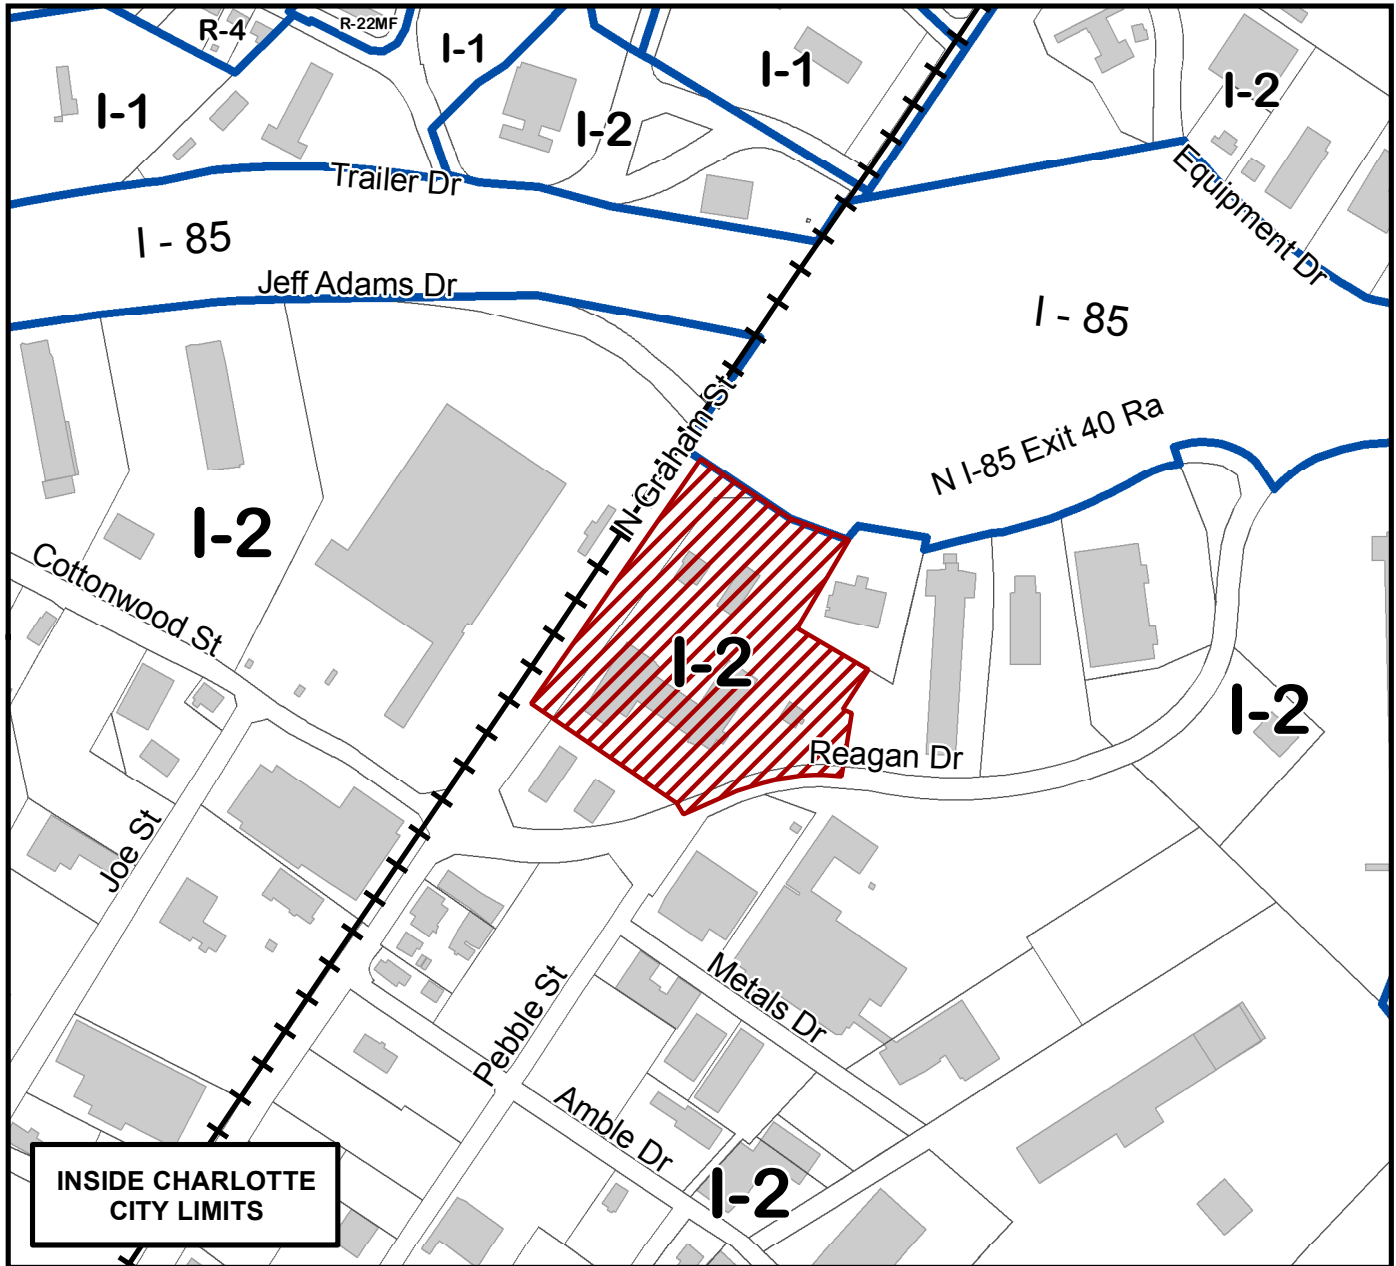 R-4
R-22MF
I-1
I-1
I-1
I-2
I-2
Trailer Dr
Equipment Dr
I - 85
Jeff Adams Dr
I - 85
N Graham St
N I-85 Exit 40 Ra
I-2
Cottonwood St
I-2
I-2
Reagan Dr
Joe St
Metals Dr
Pebble St
Amble Dr
I-2
INSIDE CHARLOTTE
CITY LIMITS